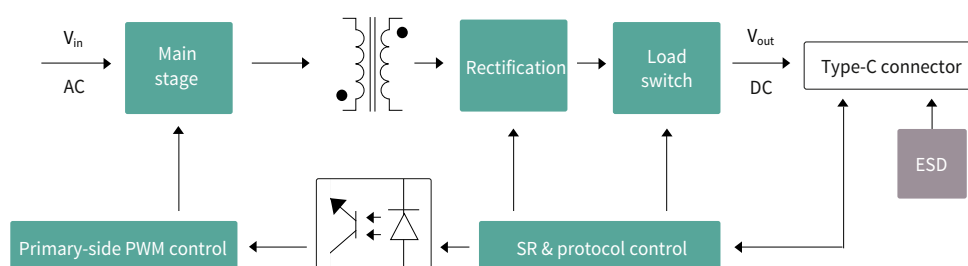 Vin
AC
Main
stage
Rectification
Load
switch
Vout
DC
Type-C connector
ESD
Primary-side PWM control
SR & protocol control